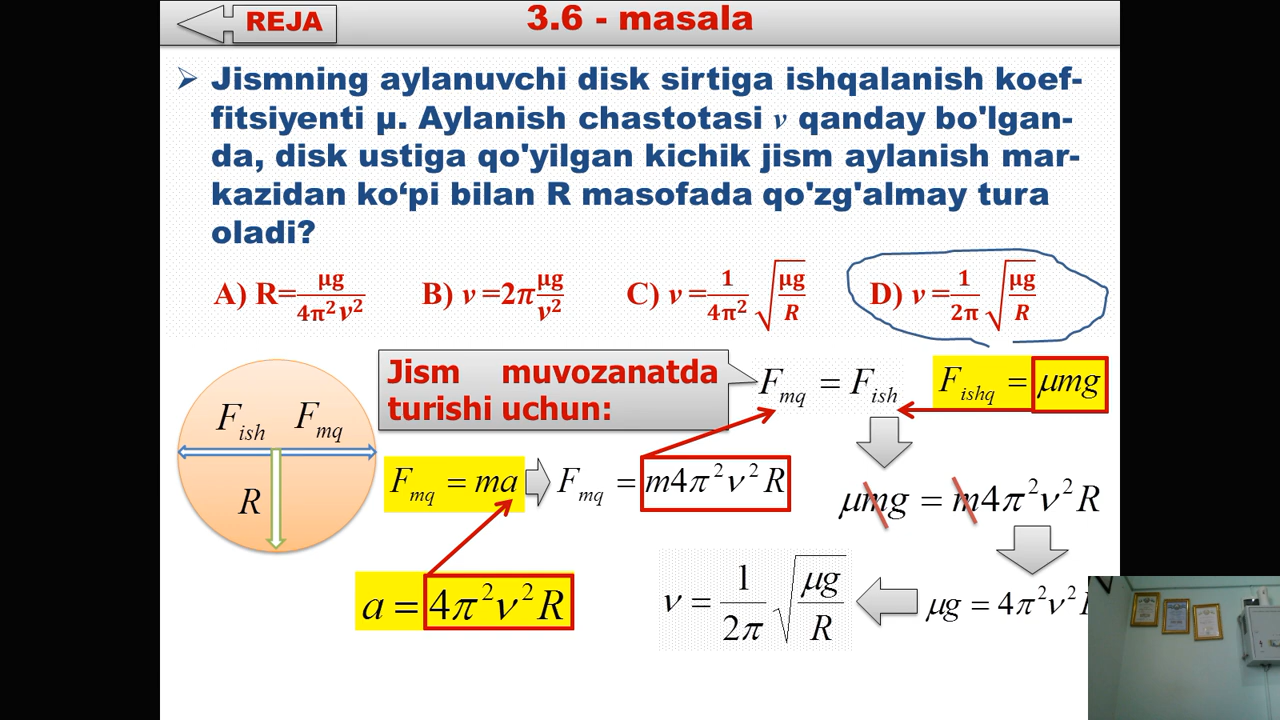 REJA
3.6 - masala
➢ Jismning aylanuvchi disk sirtiga ishqalanish koef-
fitsiyenti μ. Aylanish chastotasi ν qanday bo'lgan-
da, disk ustiga qo'yilgan kichik jism aylanish mar-
kazidan ko‘pi bilan R masofada qo'zg'almay tura
oladi?
A) R=μg/4π²ν² B) ν =2π μg/ν² C) ν =1/4π² √(μg/R) D) ν =1/2π √(μg/R)
Jism muvozanatda
turishi uchun:
F_mq = F_ish
F_ishq = μmg
F_ish F_mq
R
F_mq = ma
F_mq = m4π²ν²R
μmg = m4π²ν²R
a = 4π²ν²R
ν = 1/2π √(μg/R)
μg = 4π²ν²